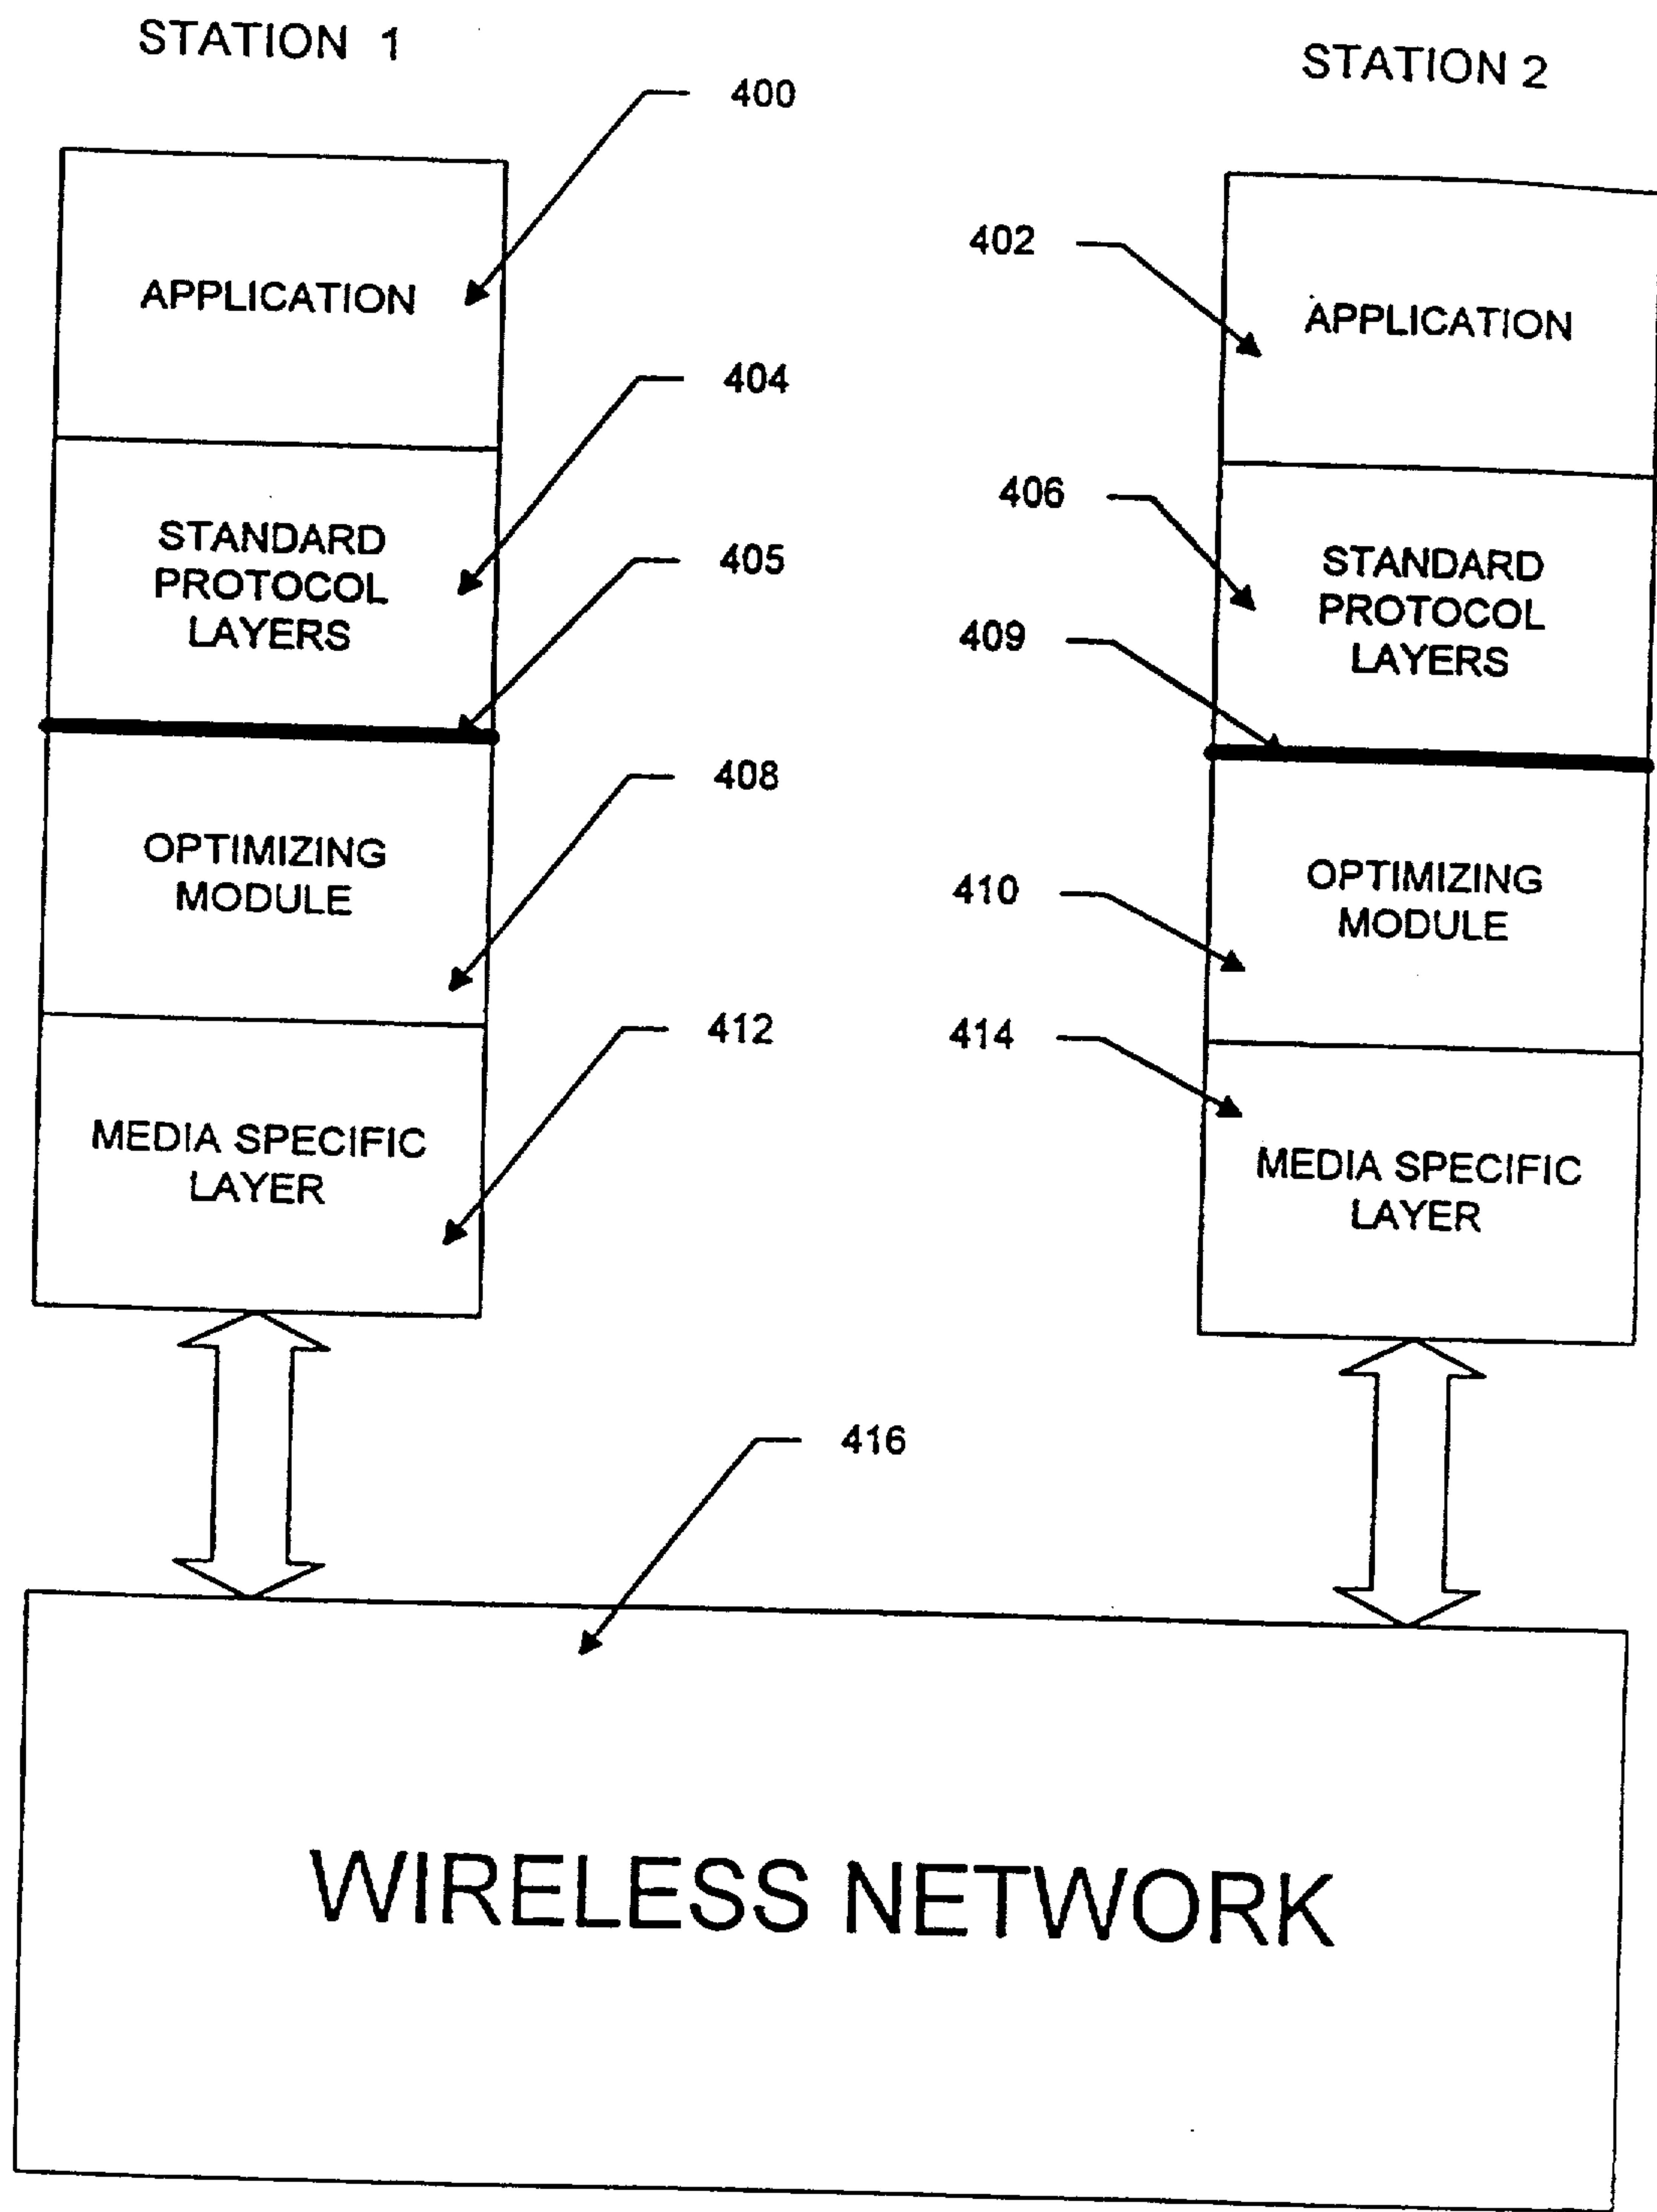 STATION 1
400
APPLICATION
404
STANDARD
PROTOCOL
LAYERS
405
408
OPTIMIZING
MODULE
412
MEDIA SPECIFIC
LAYER
STATION 2
402
APPLICATION
406
STANDARD
PROTOCOL
LAYERS
409
410
OPTIMIZING
MODULE
414
MEDIA SPECIFIC
LAYER
416
WIRELESS NETWORK